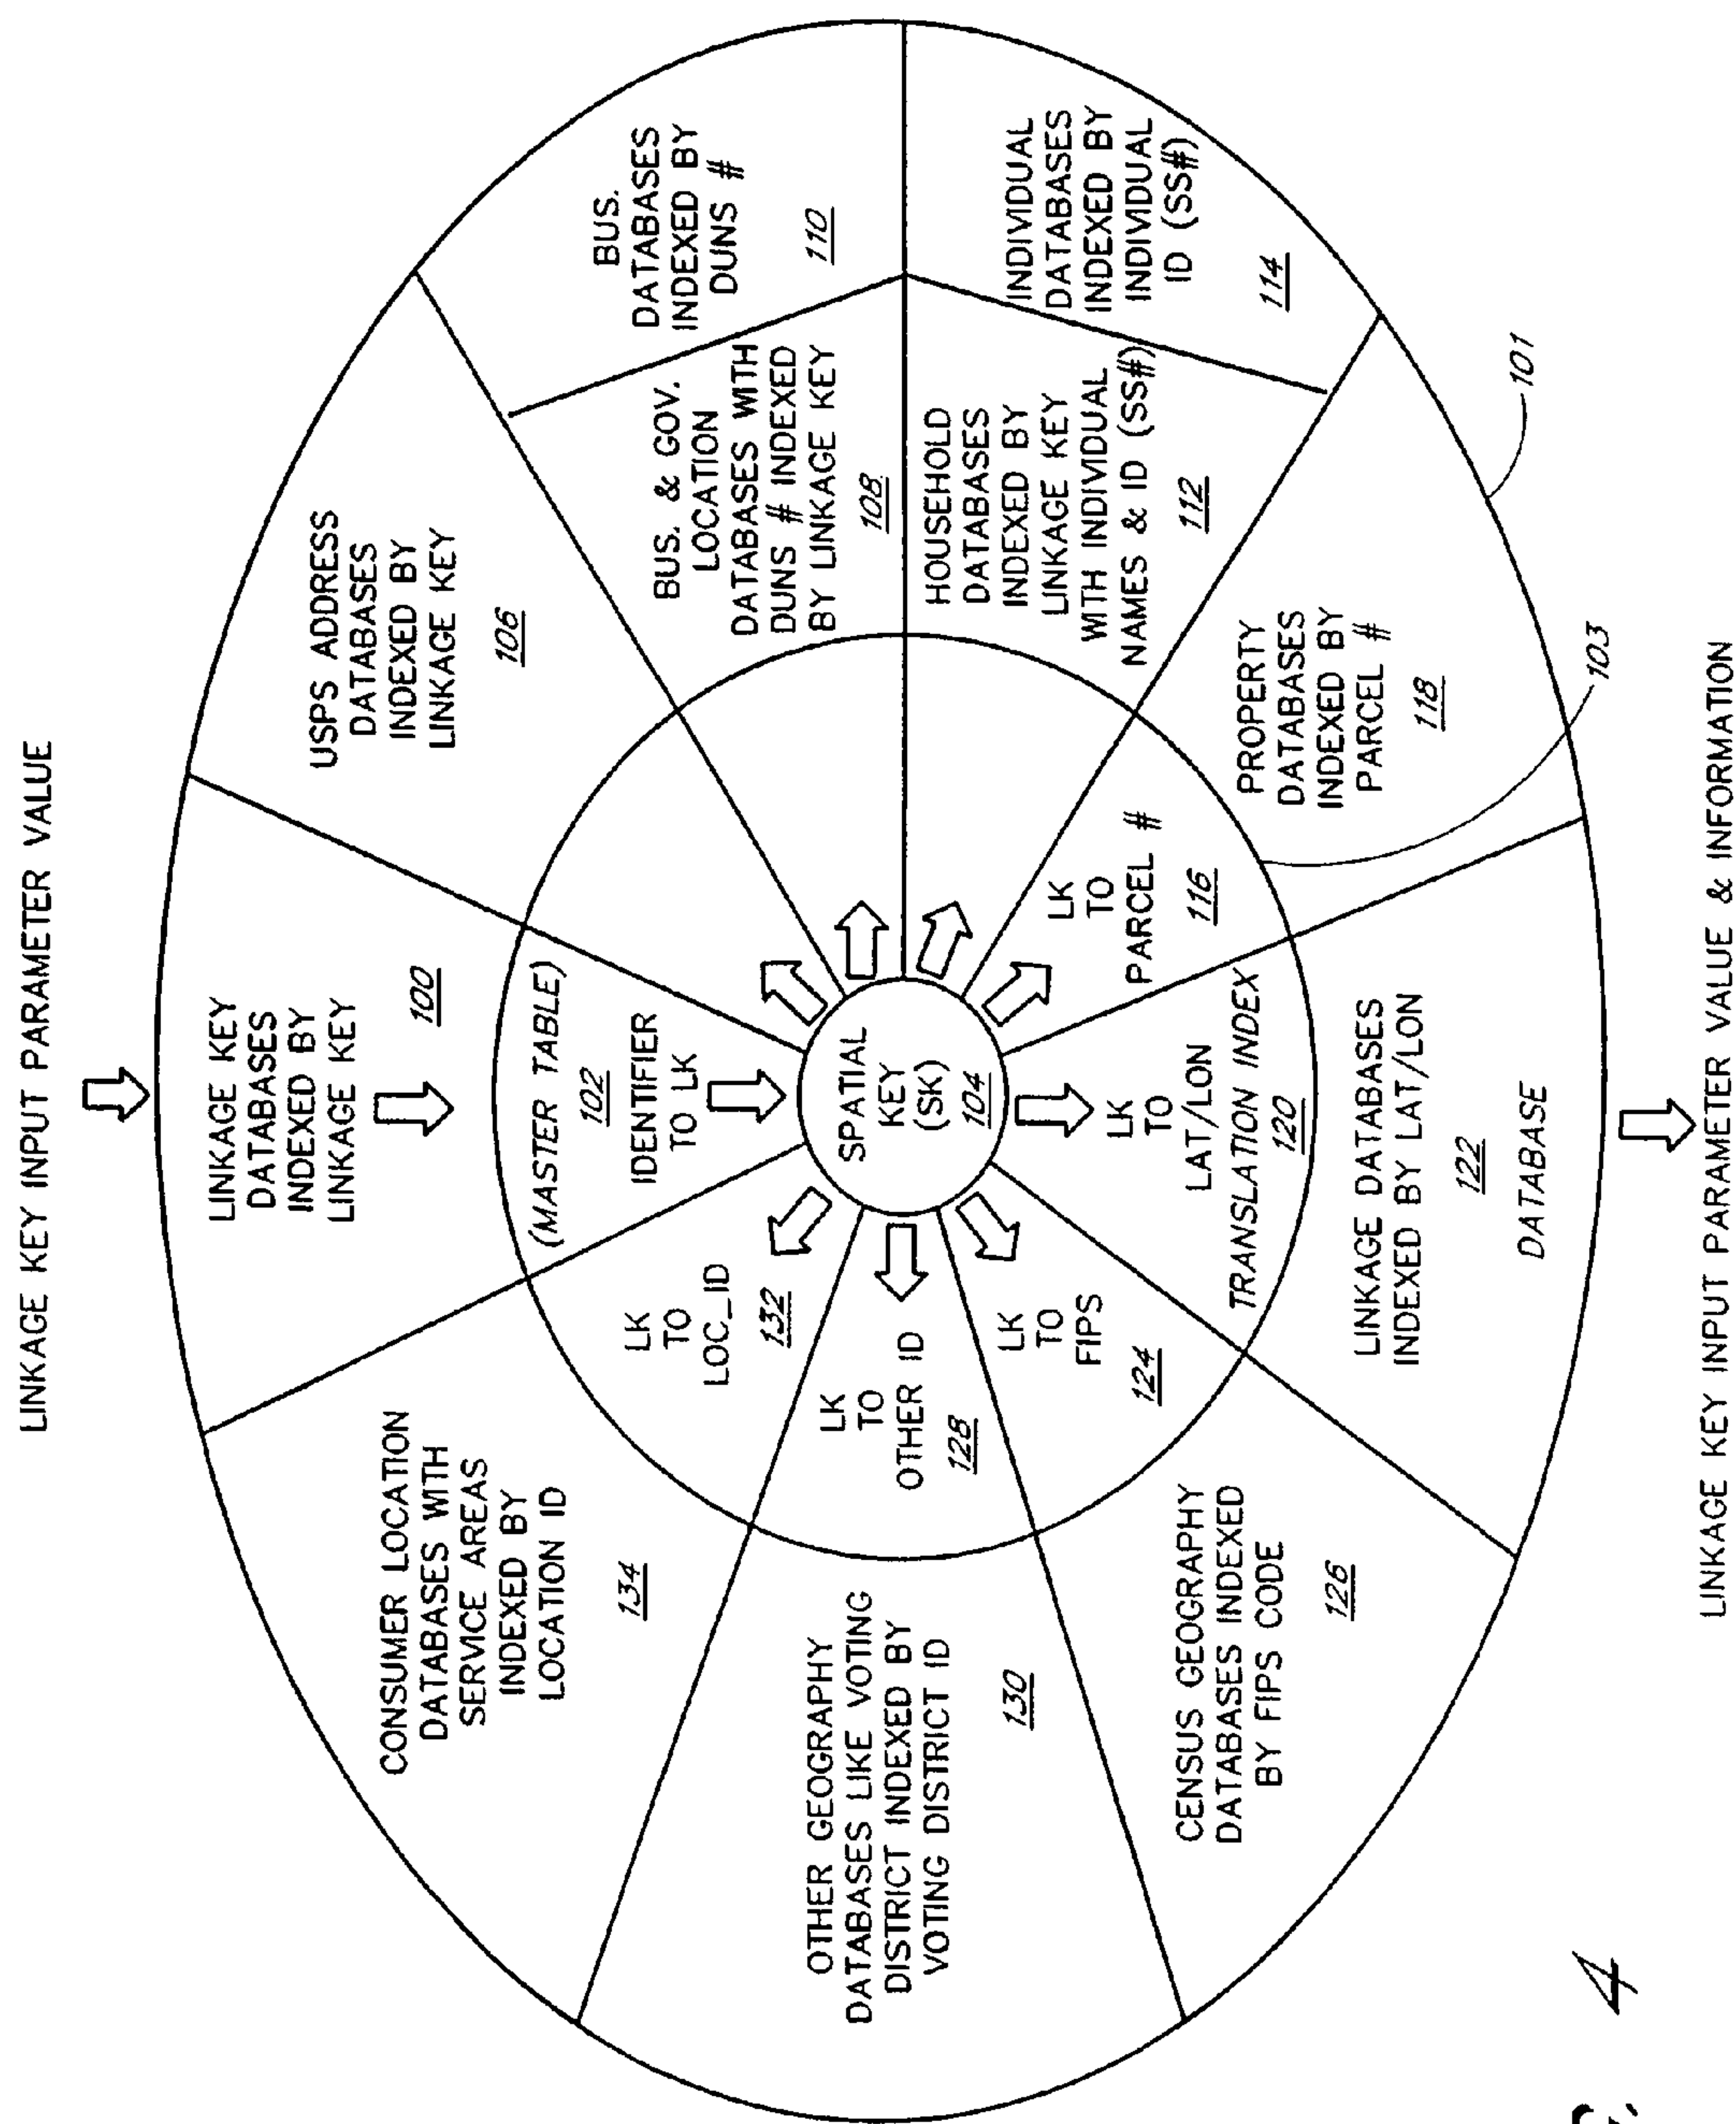 LINKAGE KEY INPUT PARAMETER VALUE
LINKAGE KEY
DATABASES
INDEXED BY
LINKAGE KEY
100
USPS ADDRESS
DATABASES
INDEXED BY
LINKAGE KEY
106
BUS. & GOV.
LOCATION
DATABASES WITH
DUNS # INDEXED
BY LINKAGE KEY
108
BUS.
DATABASES
INDEXED BY
DUNS #
110
HOUSEHOLD
DATABASES
INDEXED BY
LINKAGE KEY
WITH INDIVIDUAL
NAMES & ID (SS#)
112
INDIVIDUAL
DATABASES
INDEXED BY
INDIVIDUAL
ID (SS#)
114
PROPERTY
DATABASES
INDEXED BY
PARCEL #
118
101
103
LK
TO
PARCEL #
116
(MASTER TABLE)
102
IDENTIFIER
TO LK
SPATIAL
KEY
(SK)
104
LK
TO
LAT/LON
TRANSLATION INDEX
120
LINKAGE DATABASES
INDEXED BY LAT/LON
122
DATABASE
LK
TO
FIPS
124
CENSUS GEOGRAPHY
DATABASES INDEXED
BY FIPS CODE
126
LK
TO
OTHER ID
128
OTHER GEOGRAPHY
DATABASES LIKE VOTING
DISTRICT INDEXED BY
VOTING DISTRICT ID
130
LK
TO
LOC_ID
132
CONSUMER LOCATION
DATABASES WITH
SERVICE AREAS
INDEXED BY
LOCATION ID
134
LINKAGE KEY INPUT PARAMETER VALUE & INFORMATION
4